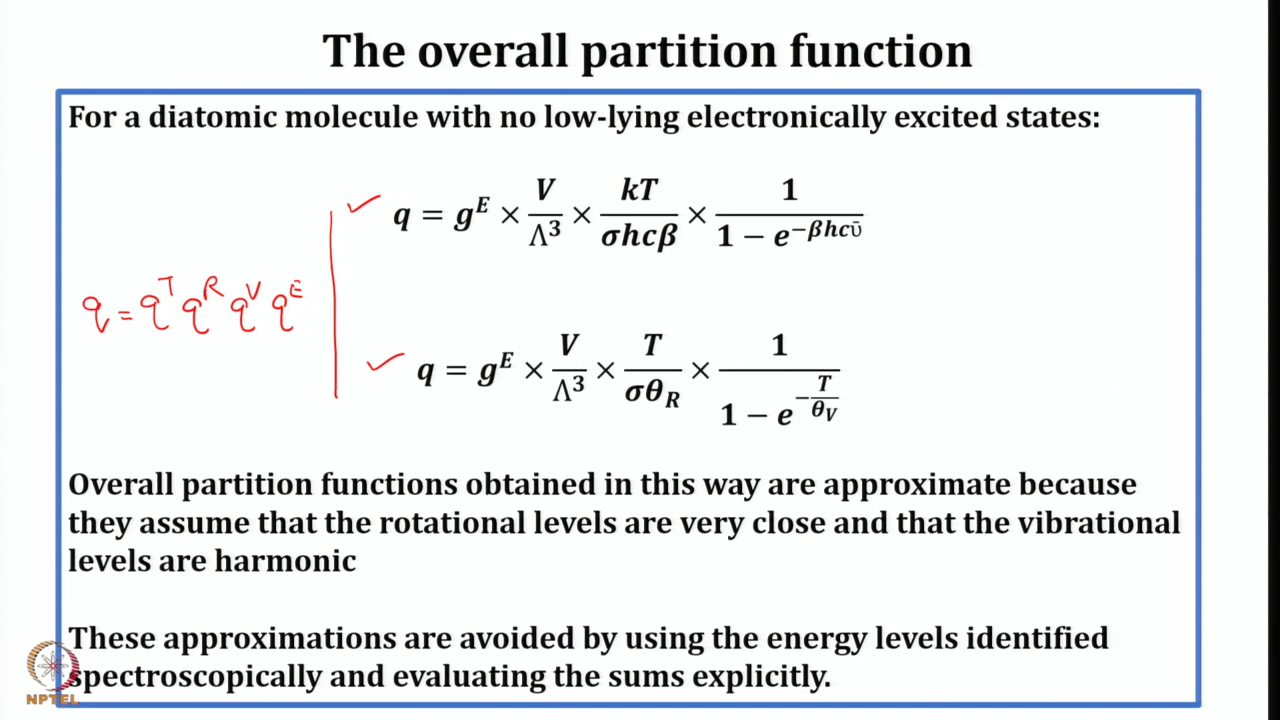 The overall partition function
For a diatomic molecule with no low-lying electronically excited states:
q = g^E × V/Λ^3 × kT/σhcβ × 1/(1 − e^{−βhcῡ})
q = q^T q^R q^V q^E
q = g^E × V/Λ^3 × T/σθ_R × 1/(1 − e^{−T/θ_V})
Overall partition functions obtained in this way are approximate because
they assume that the rotational levels are very close and that the vibrational
levels are harmonic
These approximations are avoided by using the energy levels identified
spectroscopically and evaluating the sums explicitly.
NPTEL